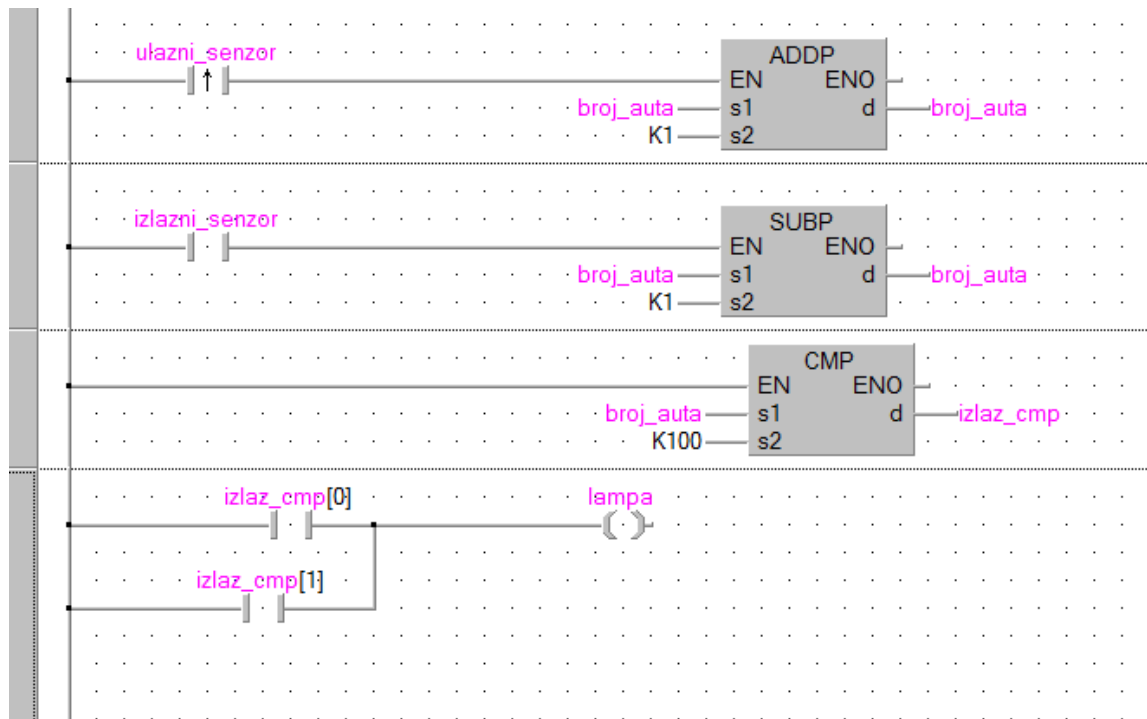 ulazni_senzor
ADDP
EN ENO
broj_auta s1 d broj_auta
K1 s2
izlazni_senzor
SUBP
EN ENO
broj_auta s1 d broj_auta
K1 s2
CMP
EN ENO
broj_auta s1 d izlaz_cmp
K100 s2
izlaz_cmp[0] lampa
izlaz_cmp[1]